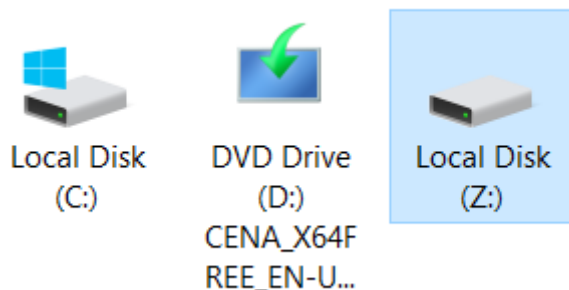 Local Disk
(C:)
DVD Drive
(D:)
CENA_X64F
REE_EN-U...
Local Disk
(Z:)